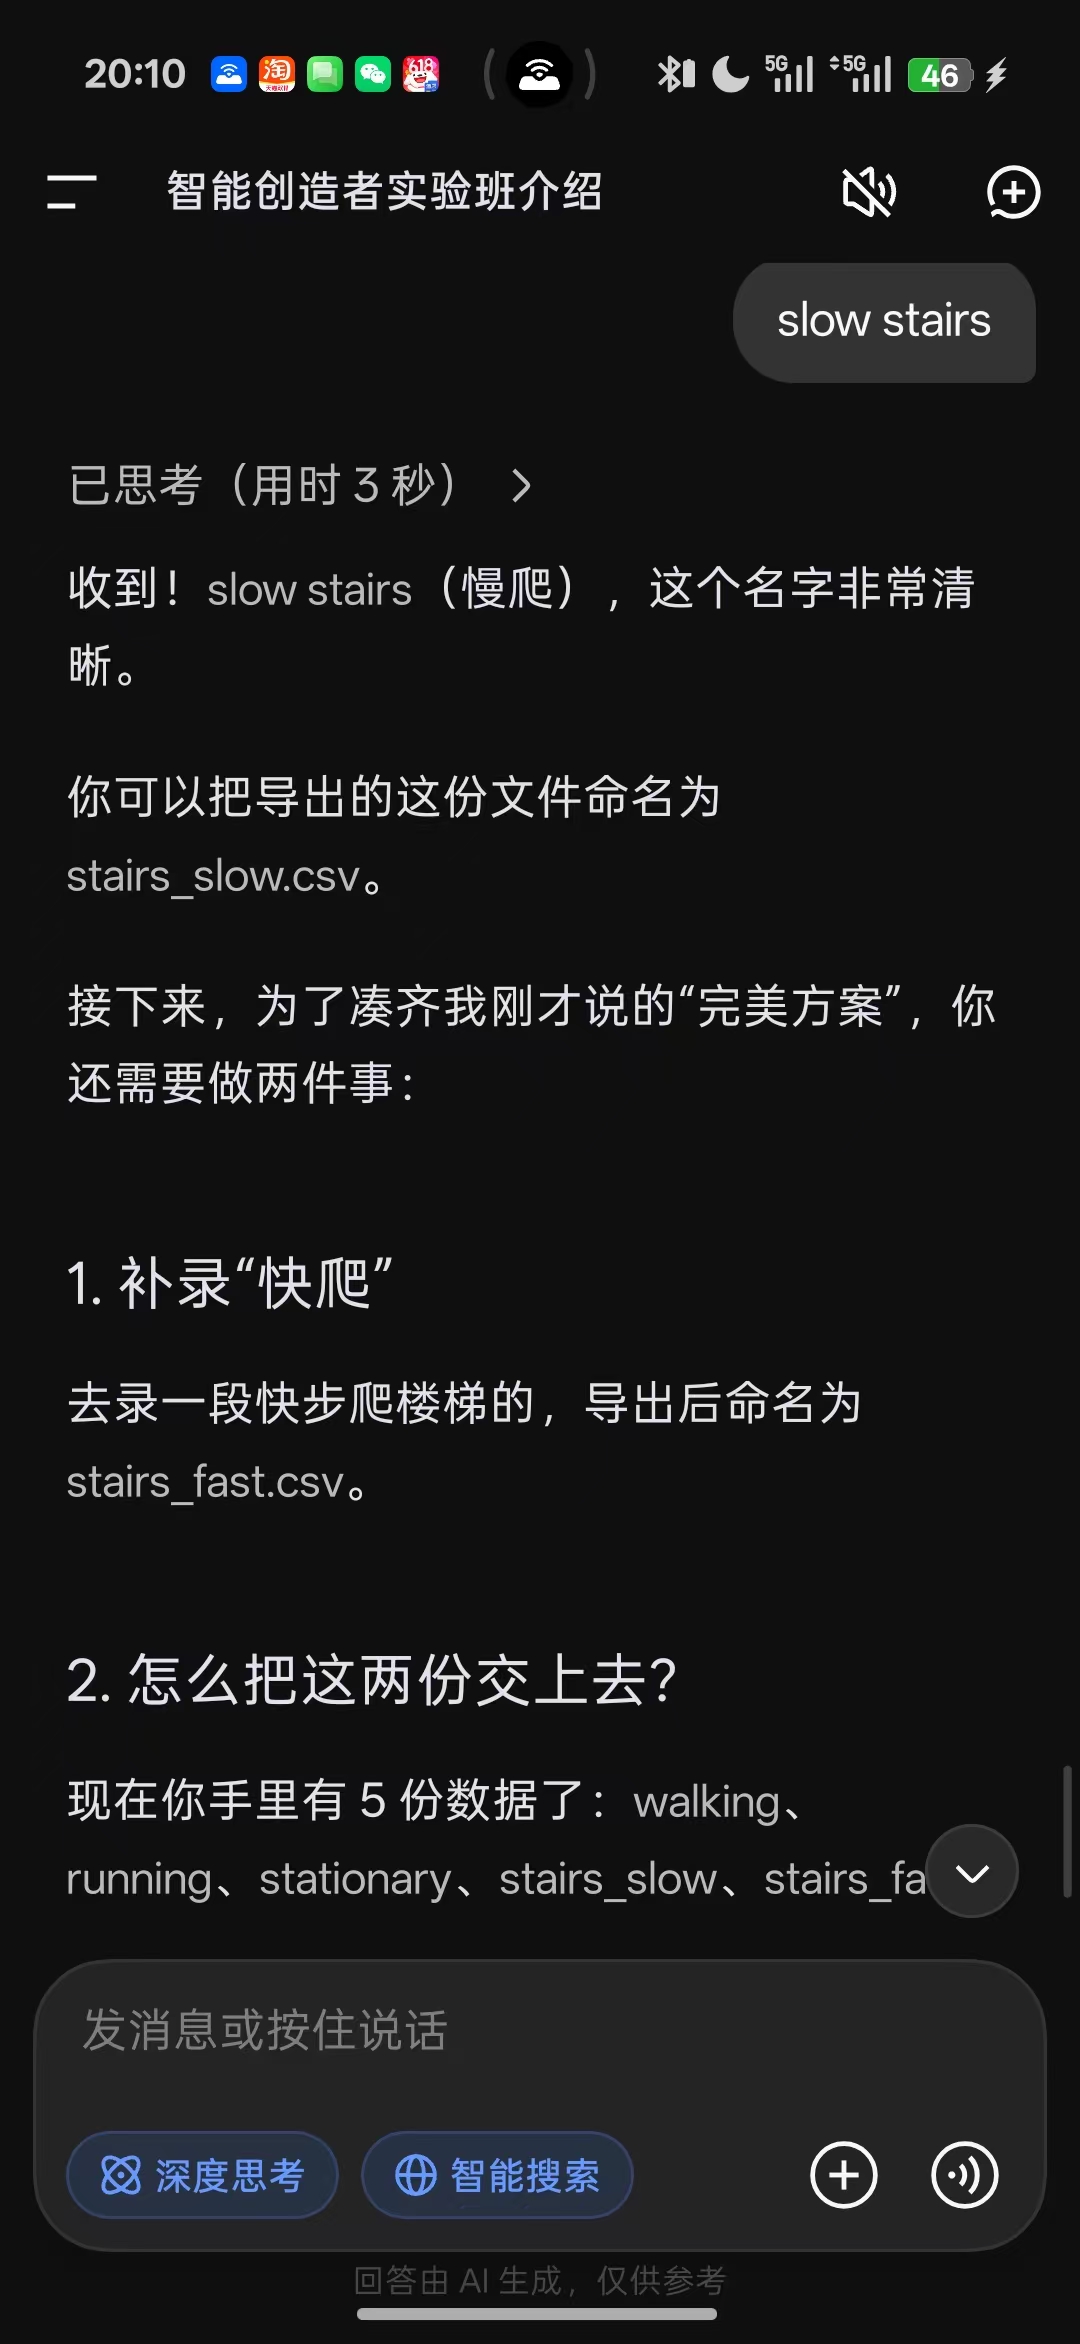 20:10
淘
618
5G
5G
46
智能创造者实验班介绍
slow stairs
已思考（用时 3 秒）
收到！slow stairs（慢爬），这个名字非常清
晰。
你可以把导出的这份文件命名为
stairs_slow.csv。
接下来，为了凑齐我刚才说的“完美方案”，你
还需要做两件事：
1. 补录“快爬”
去录一段快步爬楼梯的，导出后命名为
stairs_fast.csv。
2. 怎么把这两份交上去？
现在你手里有 5 份数据了：walking、
running、stationary、stairs_slow、stairs_fa
发消息或按住说话
深度思考
智能搜索
回答由 AI 生成，仅供参考